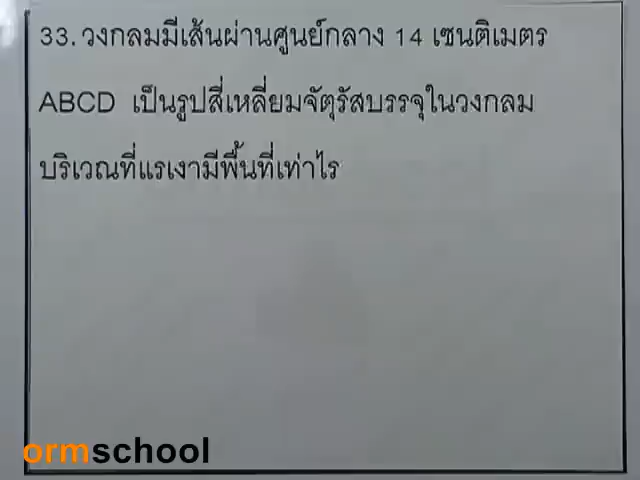 33. วงกลมมีเส้นผ่านศูนย์กลาง 14 เซนติเมตร
ABCD เป็นรูปสี่เหลี่ยมจัตุรัสบรรจุในวงกลม
บริเวณที่แรเงามีพื้นที่เท่าไร
ormschool